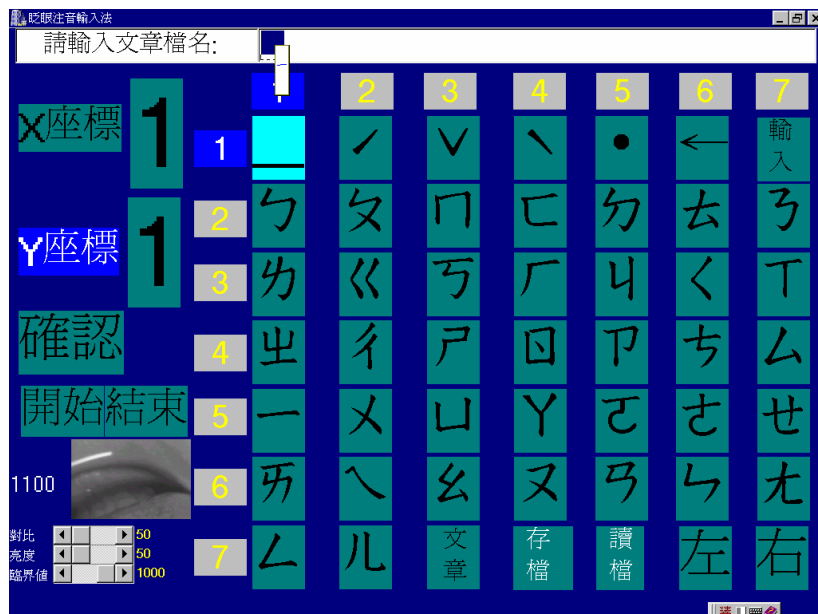 眨眼注音輸入法
請輸入文章檔名:
1 2 3 4 5 6 7
X座標 1
1 ˉ ˊ ˇ ˋ ˙ ← 輸入
2 ㄅ ㄆ ㄇ ㄈ ㄉ ㄊ ㄋ
Y座標 1
3 ㄌ ㄍ ㄎ ㄏ ㄐ ㄑ ㄒ
確認
4 ㄓ ㄔ ㄕ ㄖ ㄗ ㄘ ㄙ
開始 結束
5 ㄧ ㄨ ㄩ ㄚ ㄛ ㄜ ㄝ
1100
6 ㄞ ㄟ ㄠ ㄡ ㄢ ㄣ ㄤ
7 ㄥ ㄦ 文章 存檔 讀檔 左 右
對比 50
亮度 50
臨界值 1000